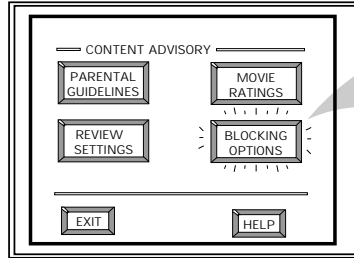 CONTENT ADVISORY
PARENTAL
GUIDELINES
MOVIE
RATINGS
REVIEW
SETTINGS
BLOCKING
OPTIONS
EXIT
HELP